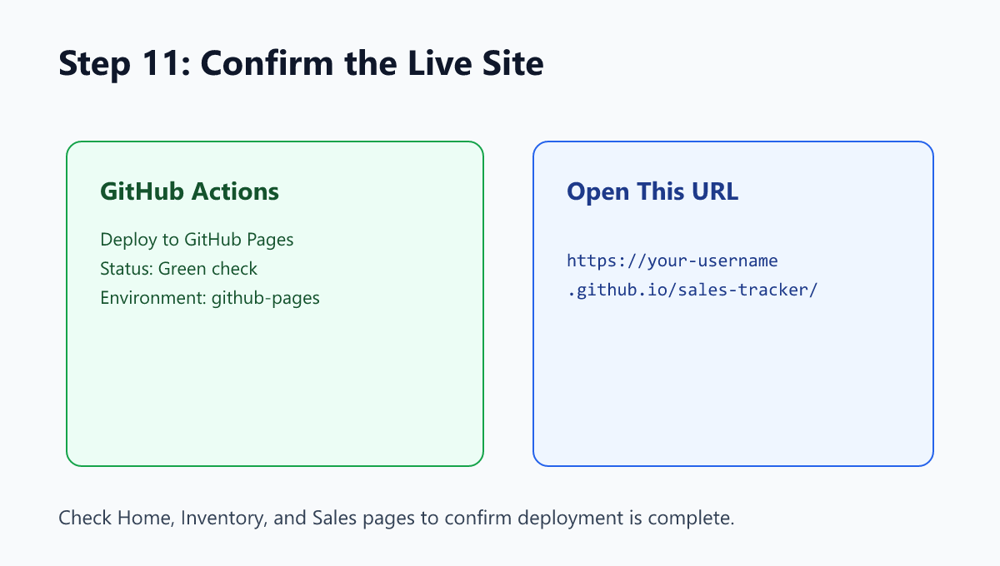 Step 11: Confirm the Live Site
GitHub Actions
Deploy to GitHub Pages
Status: Green check
Environment: github-pages
Open This URL
https://your-username
.github.io/sales-tracker/
Check Home, Inventory, and Sales pages to confirm deployment is complete.